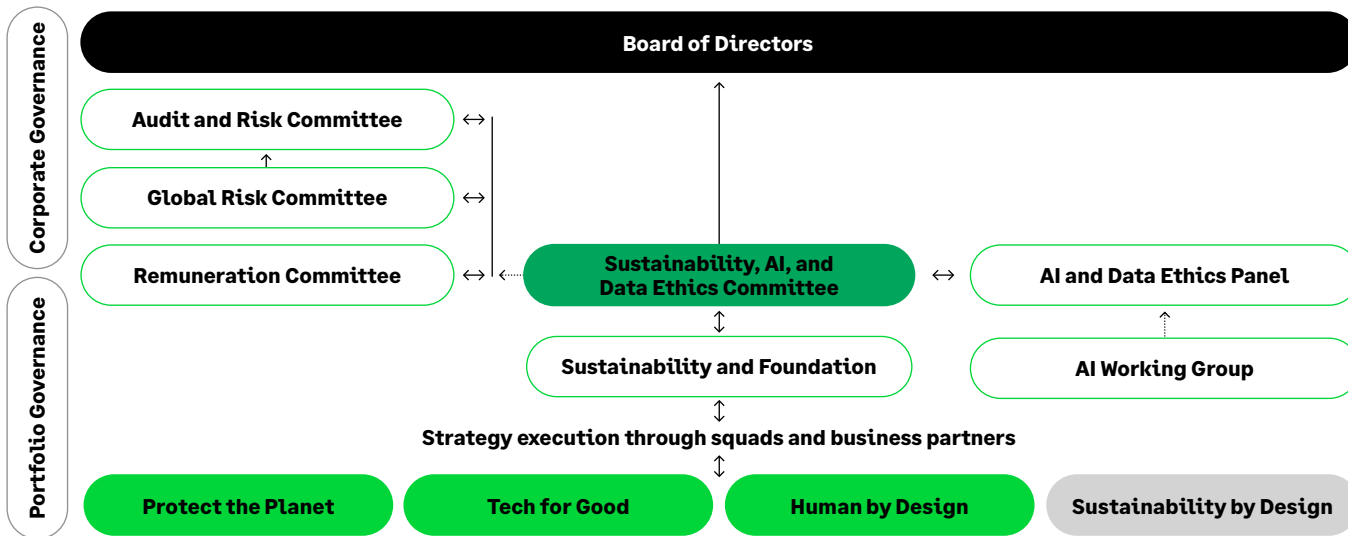 Corporate Governance
Board of Directors
Audit and Risk Committee
Global Risk Committee
Remuneration Committee
Sustainability, AI, and
Data Ethics Committee
AI and Data Ethics Panel
Portfolio Governance
Sustainability and Foundation
AI Working Group
Strategy execution through squads and business partners
Protect the Planet
Tech for Good
Human by Design
Sustainability by Design